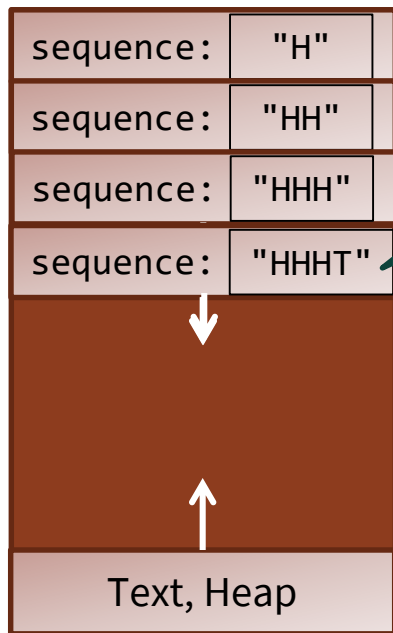 sequence: "H"
sequence: "HH"
sequence: "HHH"
sequence: "HHHT"
Text, Heap